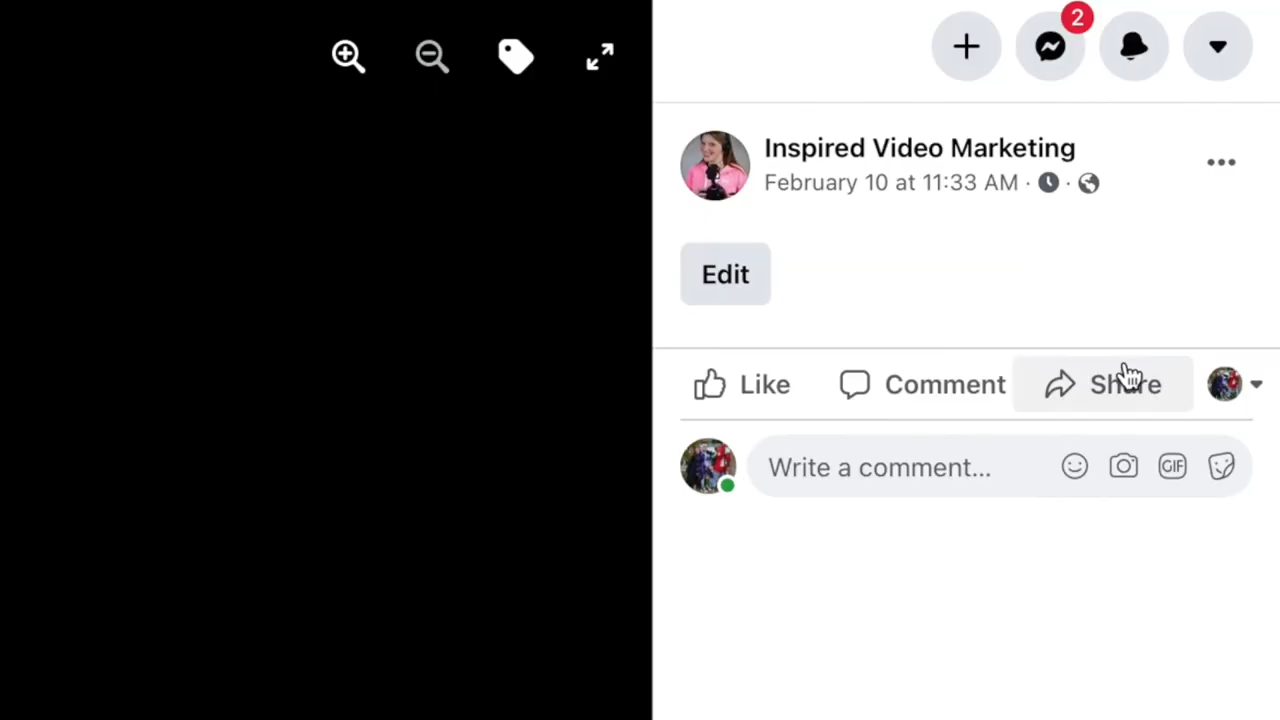 2
Inspired Video Marketing
February 10 at 11:33 AM · ·
Edit
Like Comment Share
Write a comment... GIF